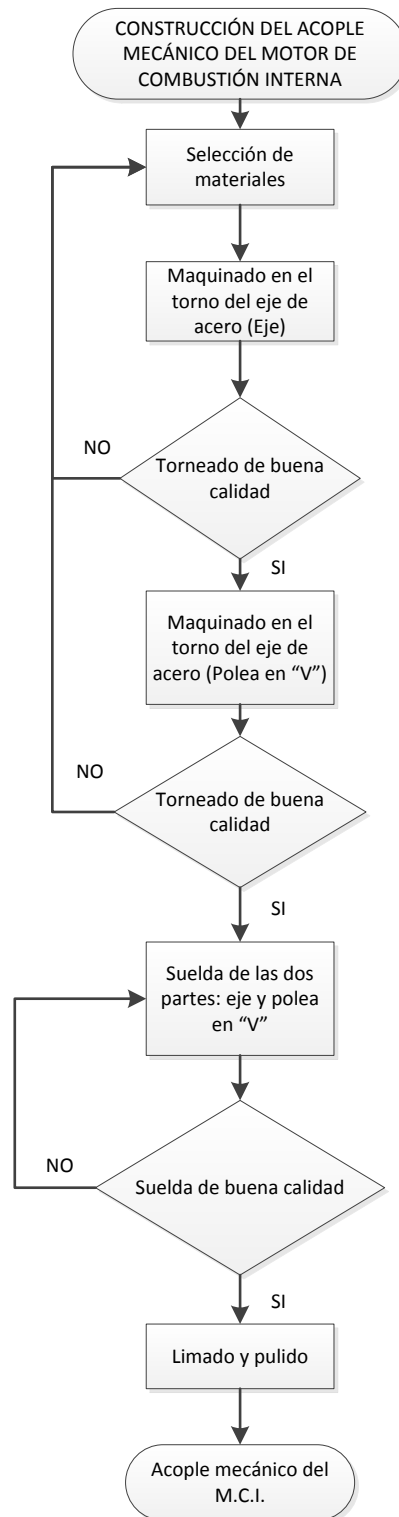 CONSTRUCCIÓN DEL ACOPLE
MECÁNICO DEL MOTOR DE
COMBUSTIÓN INTERNA
Selección de
materiales
Maquinado en el
torno del eje de
acero (Eje)
NO
Torneado de buena
calidad
SI
Maquinado en el
torno del eje de
acero (Polea en “V”)
NO
Torneado de buena
calidad
SI
Suelda de las dos
partes: eje y polea
en “V”
NO
Suelda de buena calidad
SI
Limado y pulido
Acople mecánico del
M.C.I.